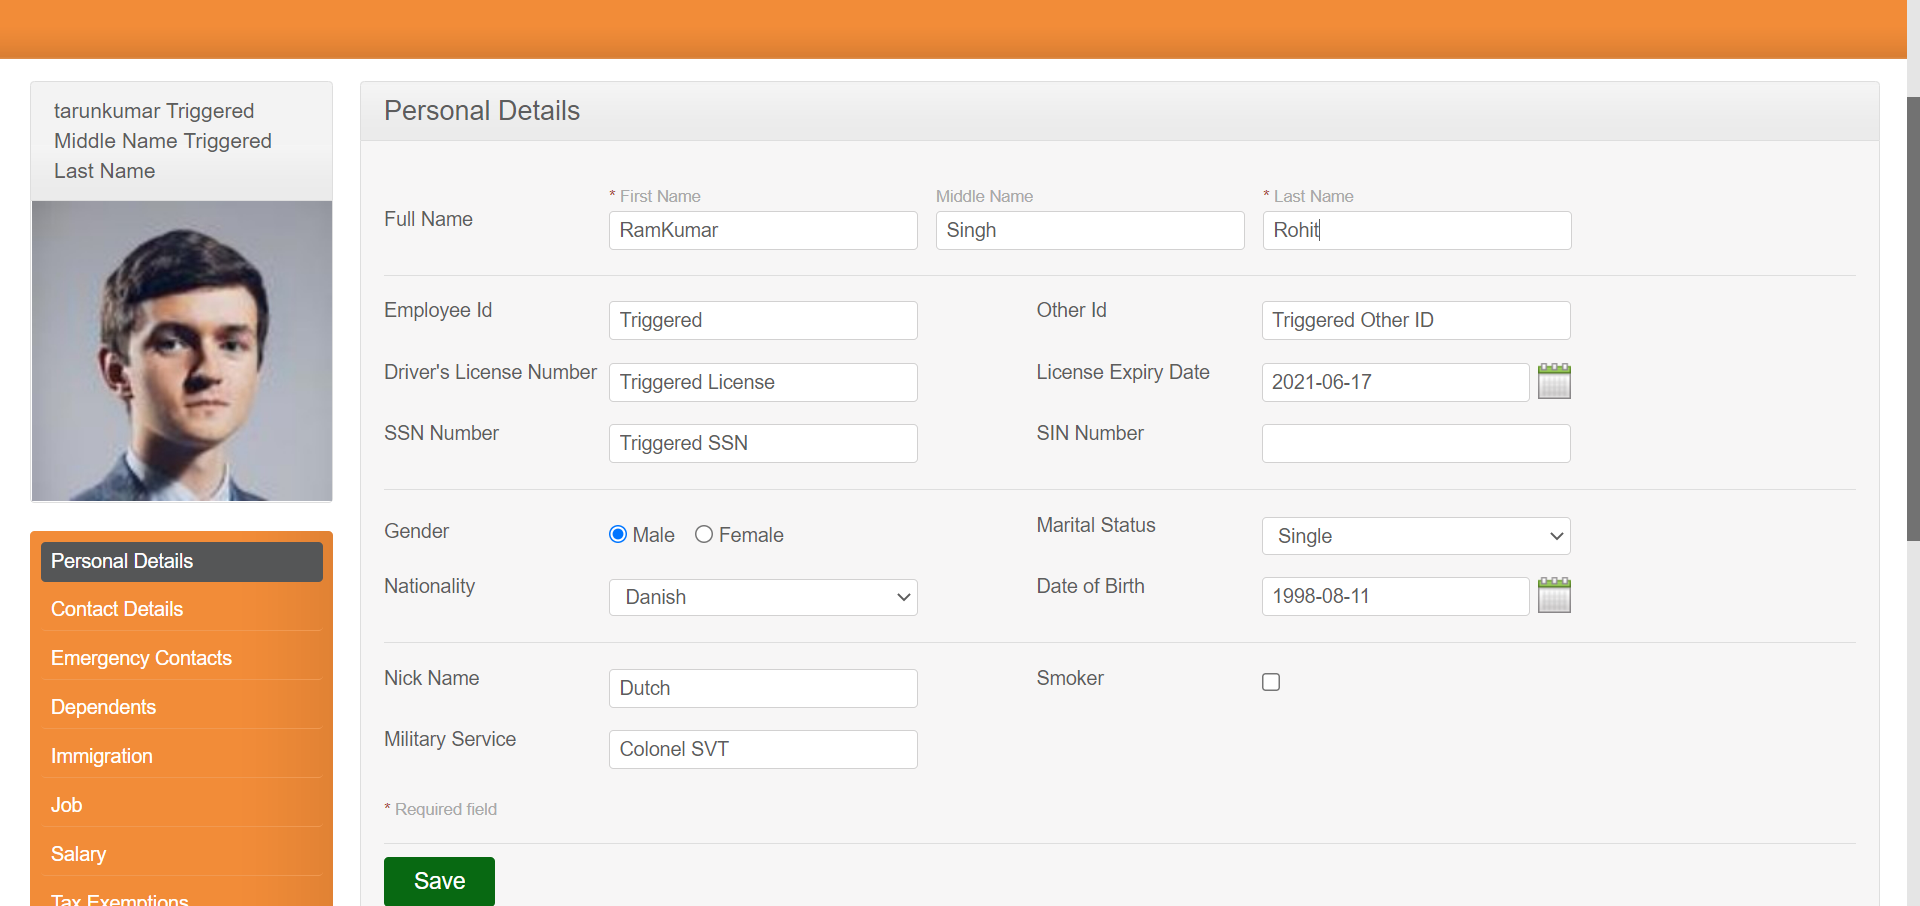 tarunkumar Triggered
Middle Name Triggered
Last Name
Personal Details
Contact Details
Emergency Contacts
Dependents
Immigration
Job
Salary
Tax Exemptions
Personal Details
* First Name Middle Name * Last Name
Full Name RamKumar Singh Rohit
Employee Id Triggered Other Id Triggered Other ID
Driver's License Number Triggered License License Expiry Date 2021-06-17
SSN Number Triggered SSN SIN Number
Gender Male Female Marital Status Single
Nationality Danish Date of Birth 1998-08-11
Nick Name Dutch Smoker
Military Service Colonel SVT
* Required field
Save